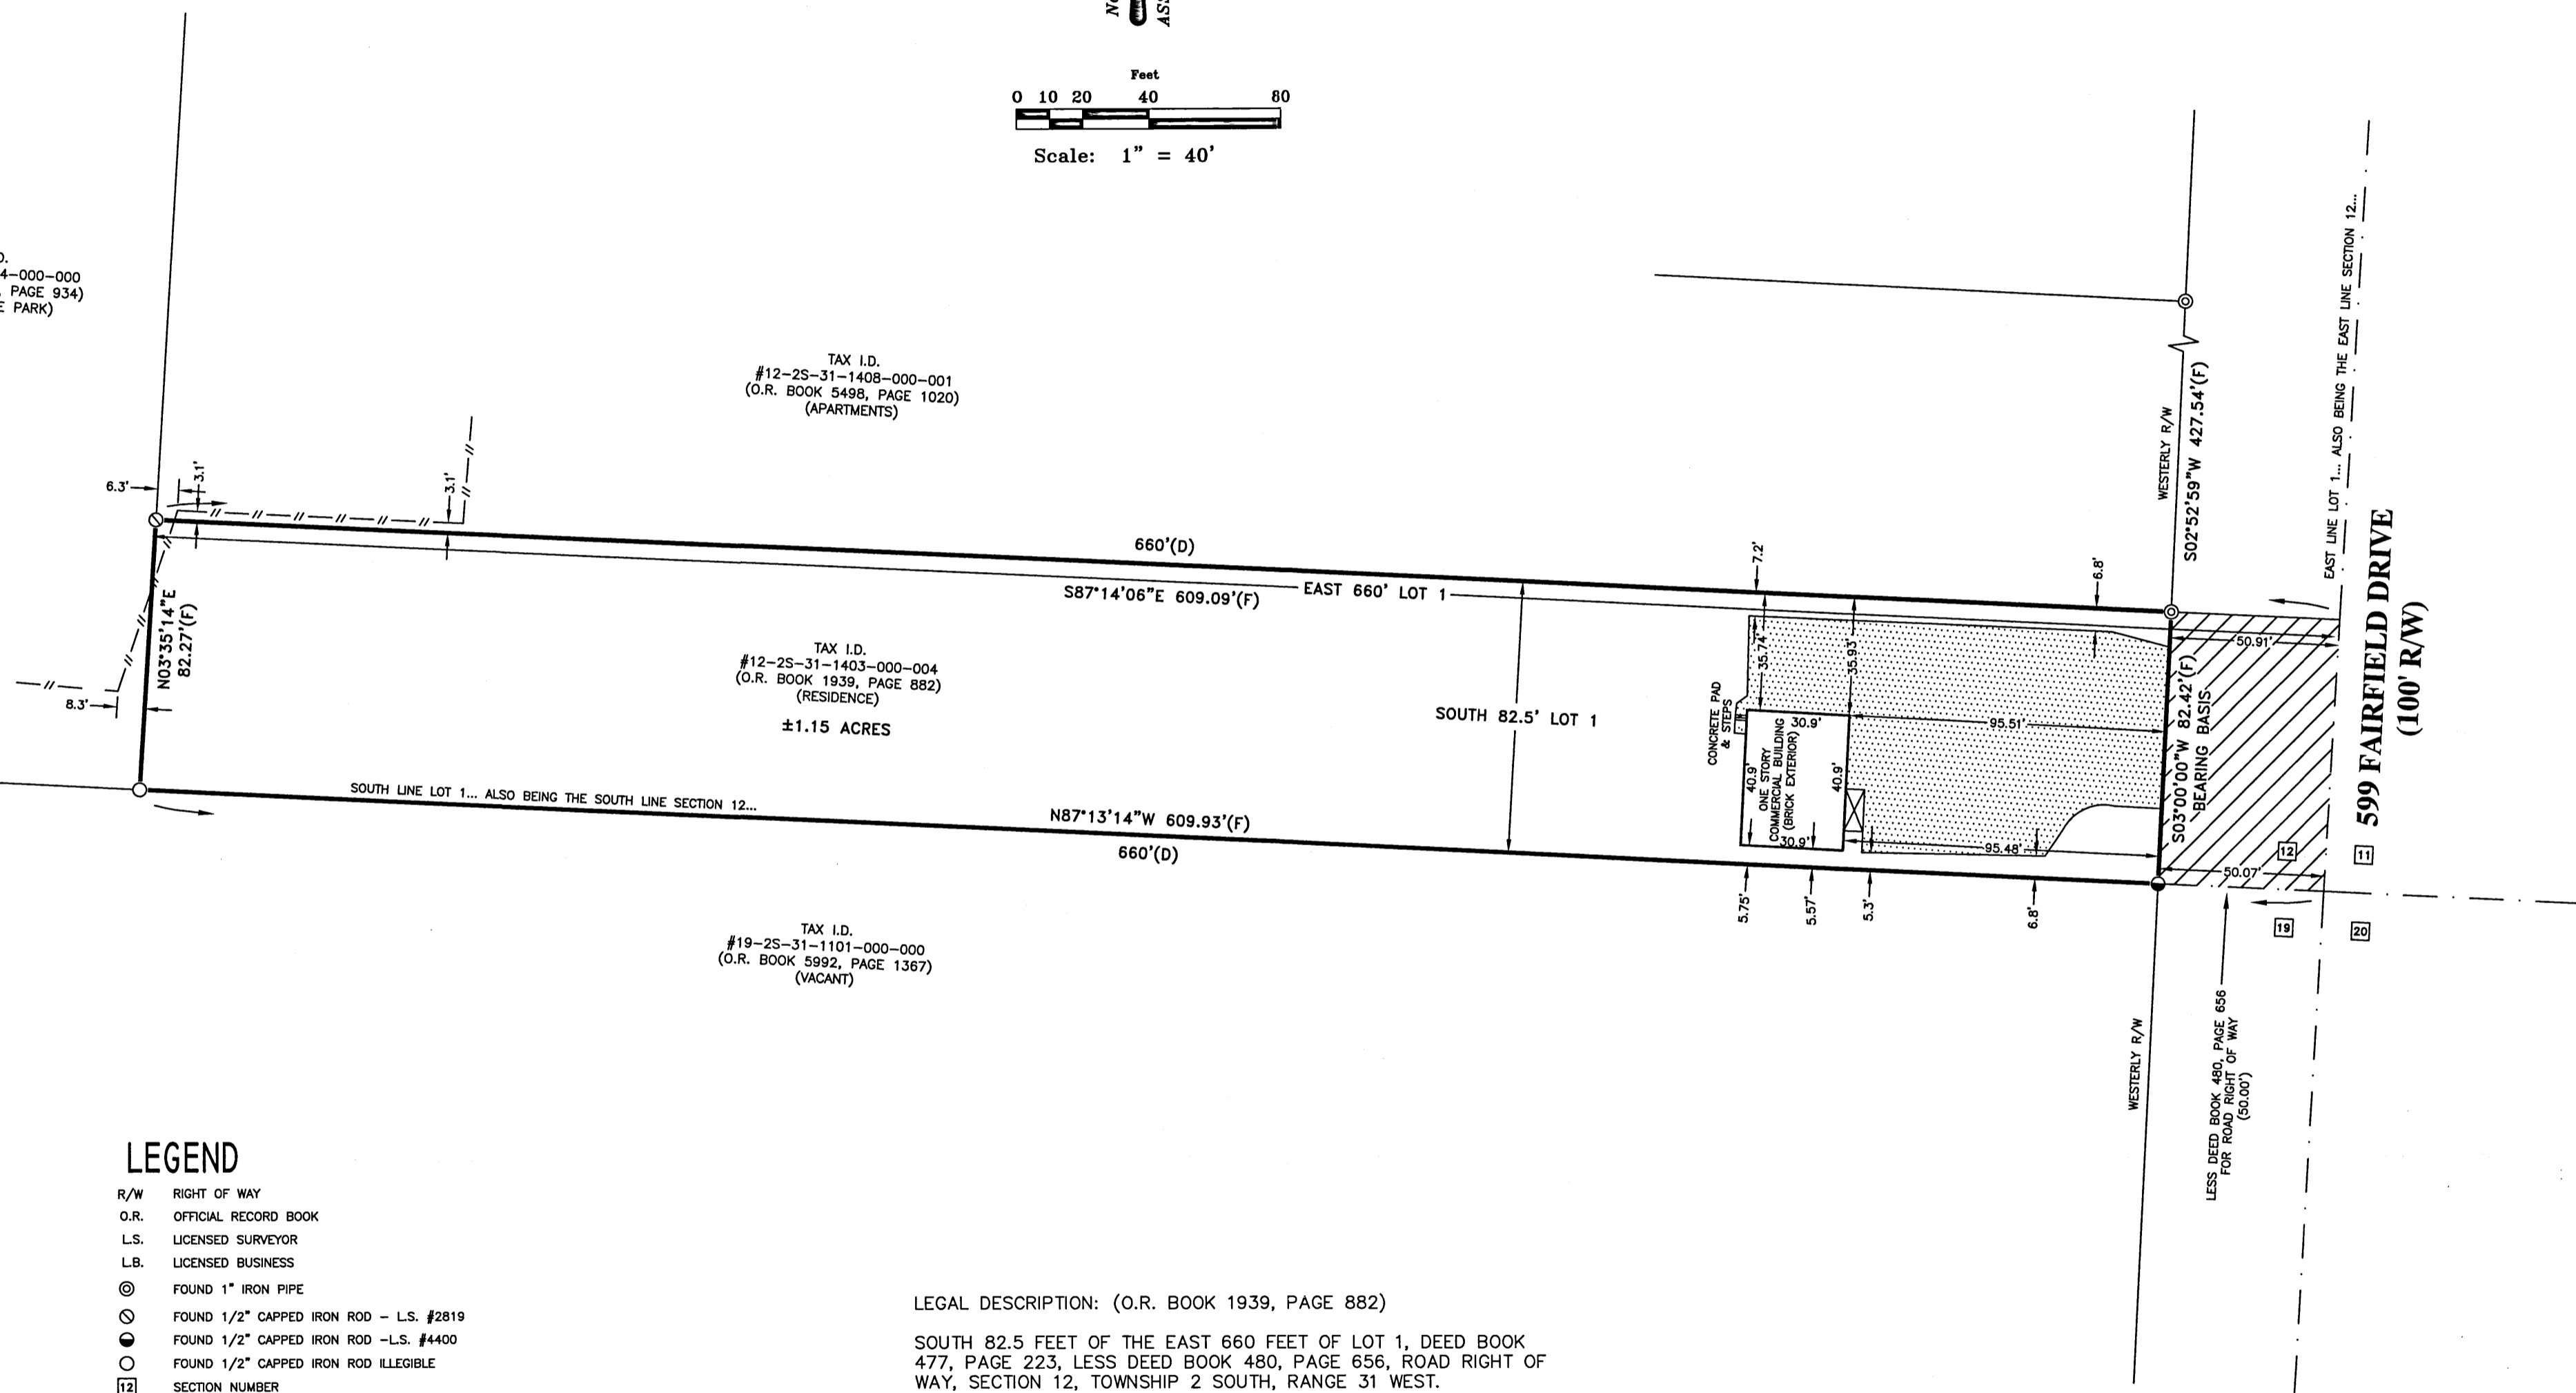 Feet
0 10 20 40 80
Scale: 1” = 40'
4-000-000
PAGE 934)
PARK)
TAX I.D.
#12-2S-31-1408-000-001
(O.R. BOOK 5498, PAGE 1020)
(APARTMENTS)
WESTERLY R/W
S02°52'59"W 427.54'(F)
EAST LINE LOT 1... ALSO BEING THE EAST LINE SECTION 12...
599 FAIRFIELD DRIVE
(100' R/W)
6.3'
3.1'
3.1'
660'(D)
S87°14'06"E 609.09'(F)
EAST 660' LOT 1
7.2'
6.8'
50.91'
N03°35'14"E
82.27'(F)
8.3'
TAX I.D.
#12-2S-31-1403-000-004
(O.R. BOOK 1939, PAGE 882)
(RESIDENCE)
±1.15 ACRES
SOUTH 82.5' LOT 1
CONCRETE PAD
& STEPS
35.74'
35.93'
30.9'
95.51'
40.9'
ONE STORY
COMMERCIAL BUILDING
(BRICK EXTERIOR)
40.9'
30.9'
95.48'
S03°00'00"W 82.42'(F)
BEARING BASIS
SOUTH LINE LOT 1... ALSO BEING THE SOUTH LINE SECTION 12...
N87°13'14"W 609.93'(F)
660'(D)
5.75'
5.57'
5.3'
6.8'
50.07'
12
11
19
20
TAX I.D.
#19-2S-31-1101-000-000
(O.R. BOOK 5992, PAGE 1367)
(VACANT)
WESTERLY R/W
LESS DEED BOOK 480, PAGE 656
FOR ROAD RIGHT OF WAY
(50.00')
LEGEND
R/W RIGHT OF WAY
O.R. OFFICIAL RECORD BOOK
L.S. LICENSED SURVEYOR
L.B. LICENSED BUSINESS
FOUND 1" IRON PIPE
FOUND 1/2" CAPPED IRON ROD - L.S. #2819
FOUND 1/2" CAPPED IRON ROD -L.S. #4400
FOUND 1/2" CAPPED IRON ROD ILLEGIBLE
12 SECTION NUMBER
LEGAL DESCRIPTION: (O.R. BOOK 1939, PAGE 882)
SOUTH 82.5 FEET OF THE EAST 660 FEET OF LOT 1, DEED BOOK
477, PAGE 223, LESS DEED BOOK 480, PAGE 656, ROAD RIGHT OF
WAY, SECTION 12, TOWNSHIP 2 SOUTH, RANGE 31 WEST.